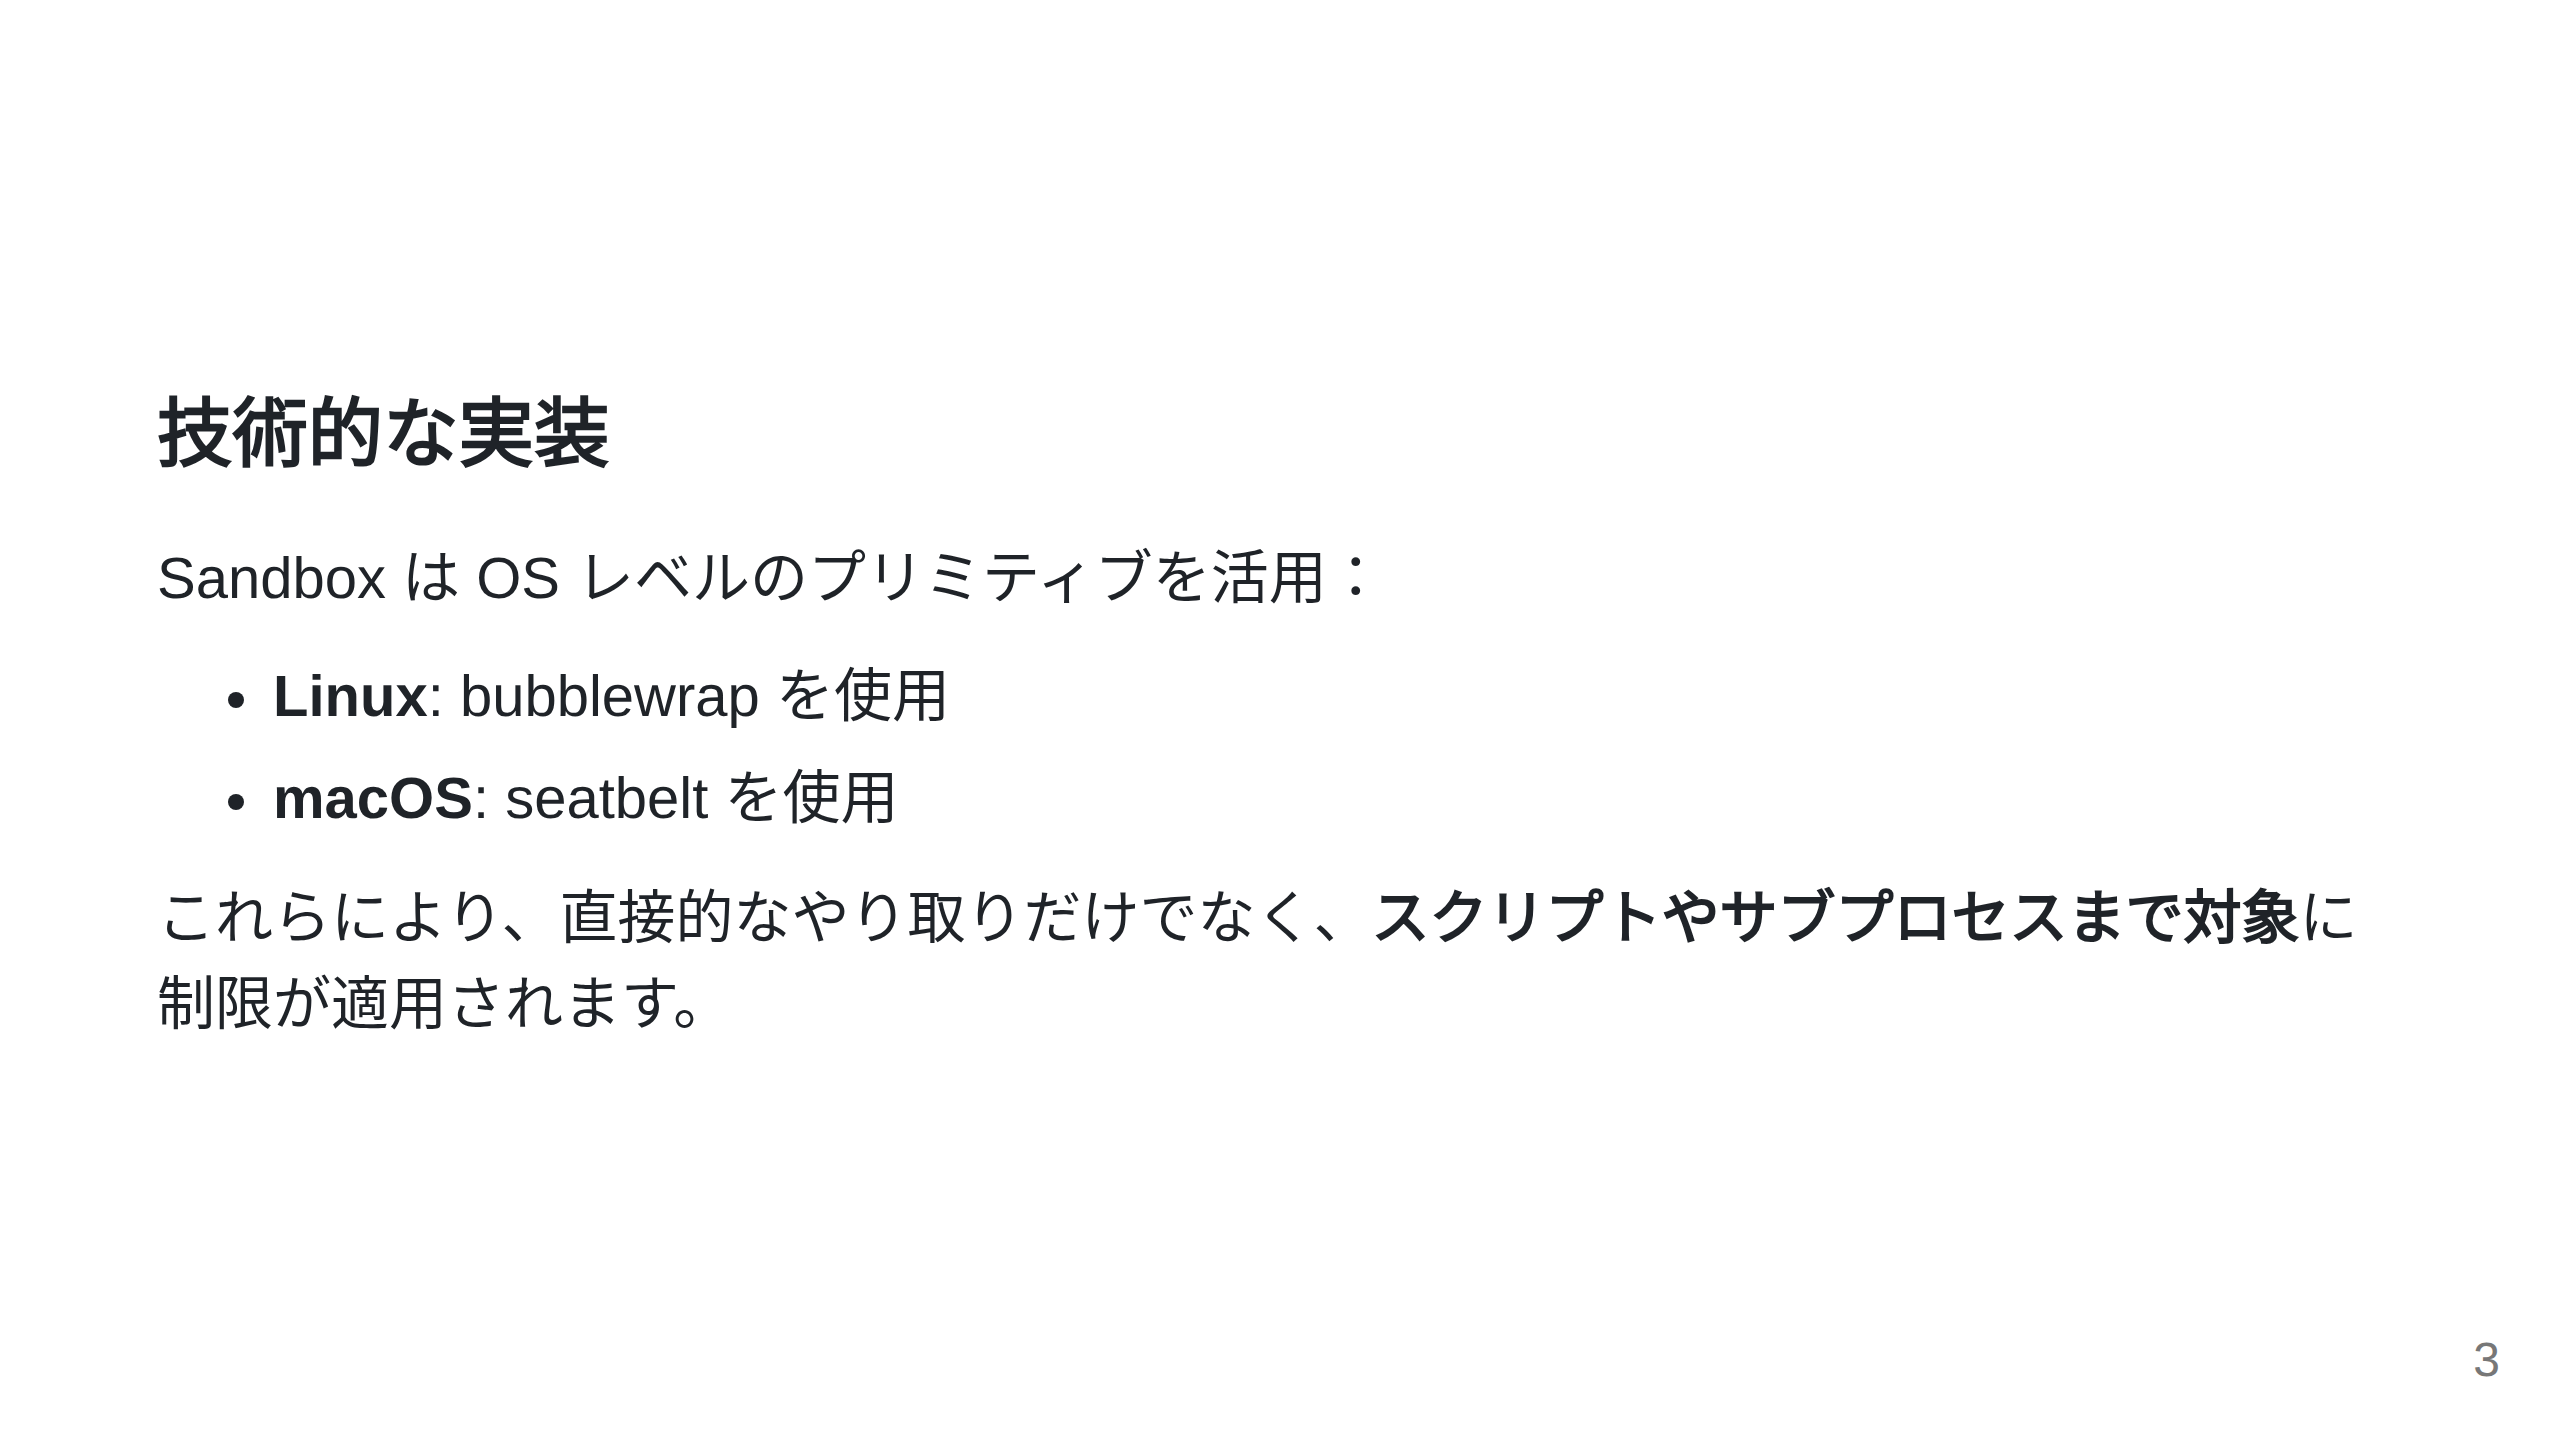 技術的な実装
Sandbox は OS レベルのプリミティブを活用：
• Linux: bubblewrap を使用
• macOS: seatbelt を使用
これらにより、直接的なやり取りだけでなく、スクリプトやサブプロセスまで対象に
制限が適用されます。
3